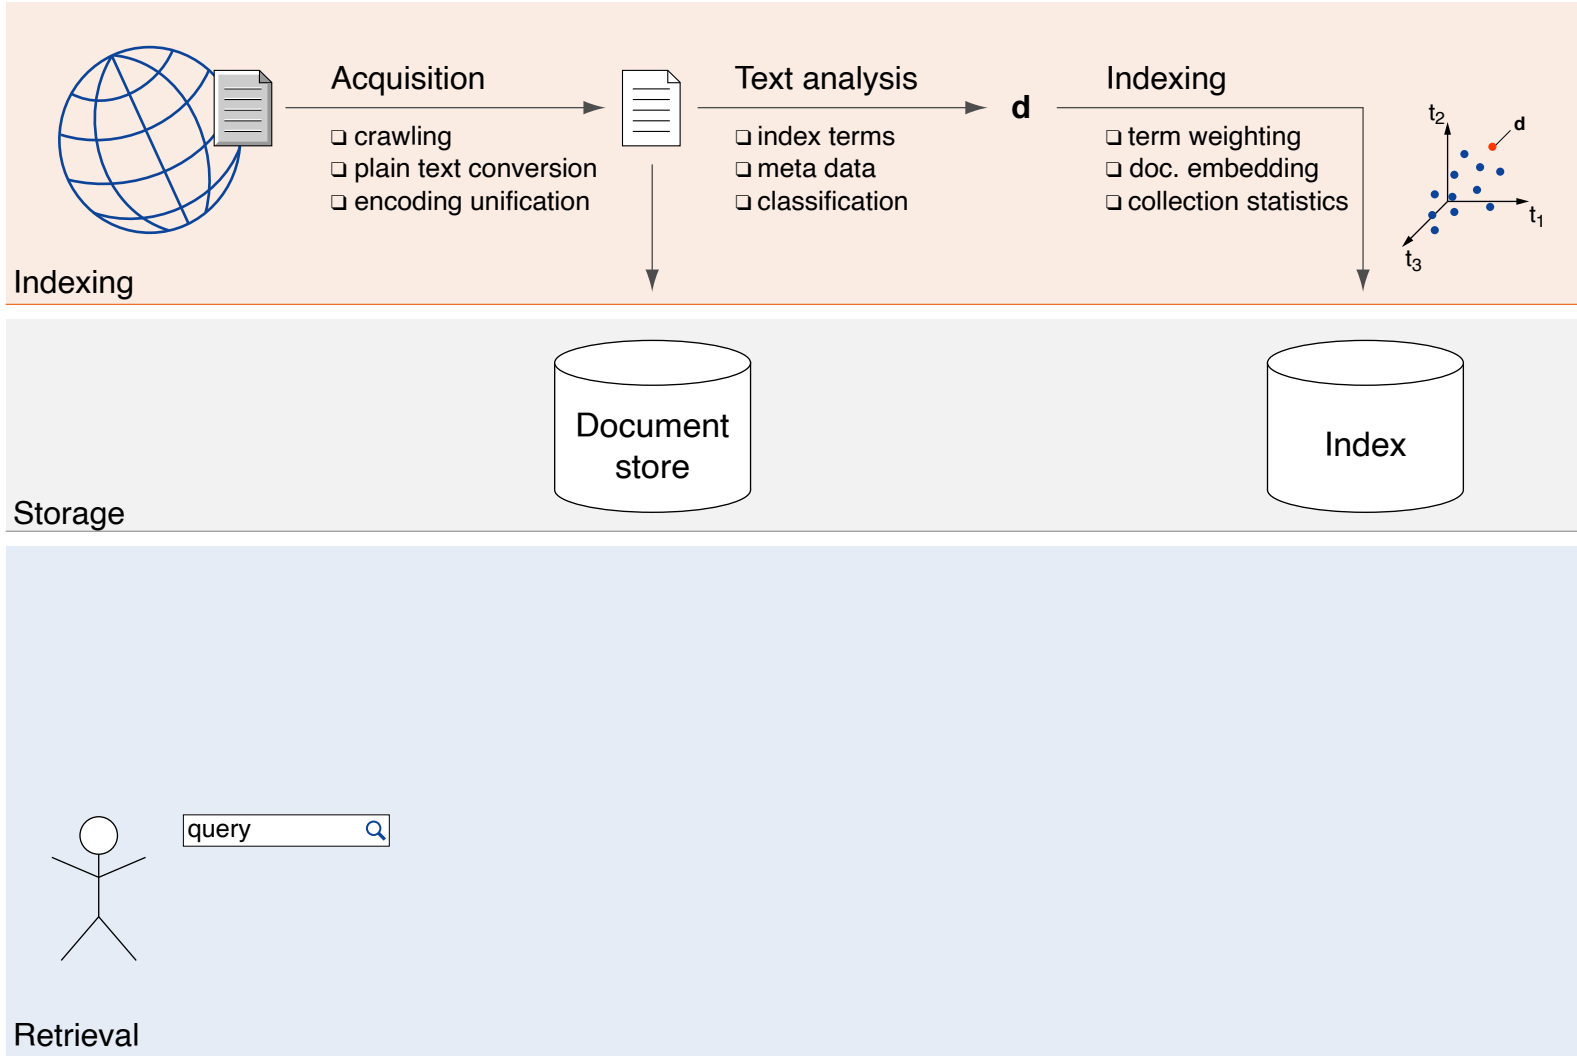 Acquisition
❑ crawling
❑ plain text conversion
❑ encoding unification
Text analysis
❑ index terms
❑ meta data
❑ classification
d
Indexing
❑ term weighting
❑ doc. embedding
❑ collection statistics
t2
d
t1
t3
Indexing
Document
store
Index
Storage
query
Retrieval